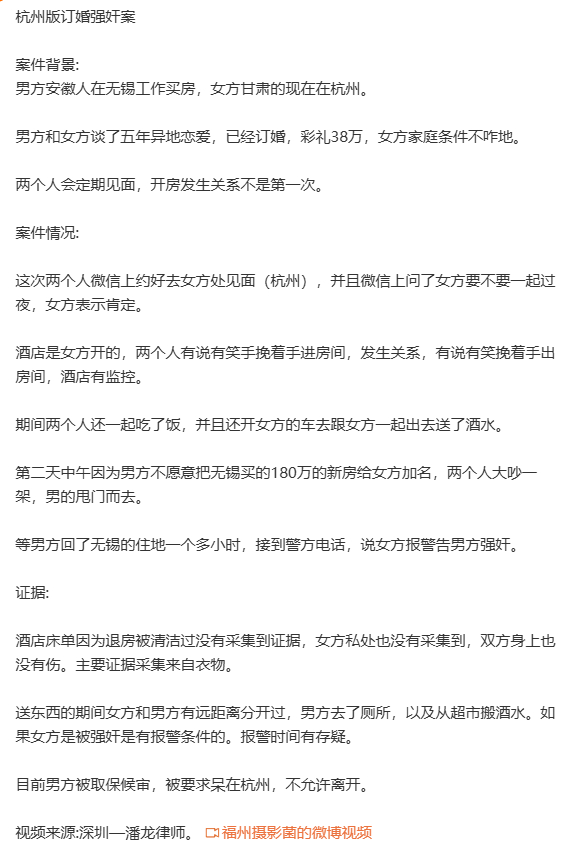 杭州版订婚强奸案
案件背景:
男方安徽人在无锡工作买房，女方甘肃的现在在杭州。
男方和女方谈了五年异地恋爱，已经订婚，彩礼38万，女方家庭条件不咋地。
两个人会定期见面，开房发生关系不是第一次。
案件情况:
这次两个人微信上约好去女方处见面（杭州），并且微信上问了女方要不要一起过
夜，女方表示肯定。
酒店是女方开的，两个人有说有笑手挽着手进房间，发生关系，有说有笑挽着手出
房间，酒店有监控。
期间两个人还一起吃了饭，并且还开女方的车去跟女方一起出去送了酒水。
第二天中午因为男方不愿意把无锡买的180万的新房给女方加名，两个人大吵一
架，男的甩门而去。
等男方回了无锡的住地一个多小时，接到警方电话，说女方报警告男方强奸。
证据:
酒店床单因为退房被清洁过没有采集到证据，女方私处也没有采集到，双方身上也
没有伤。主要证据采集来自衣物。
送东西的期间女方和男方有远距离分开过，男方去了厕所，以及从超市搬酒水。如
果女方是被强奸是有报警条件的。报警时间有存疑。
目前男方被取保候审，被要求呆在杭州，不允许离开。
视频来源:深圳—潘龙律师。 福州摄影菌的微博视频